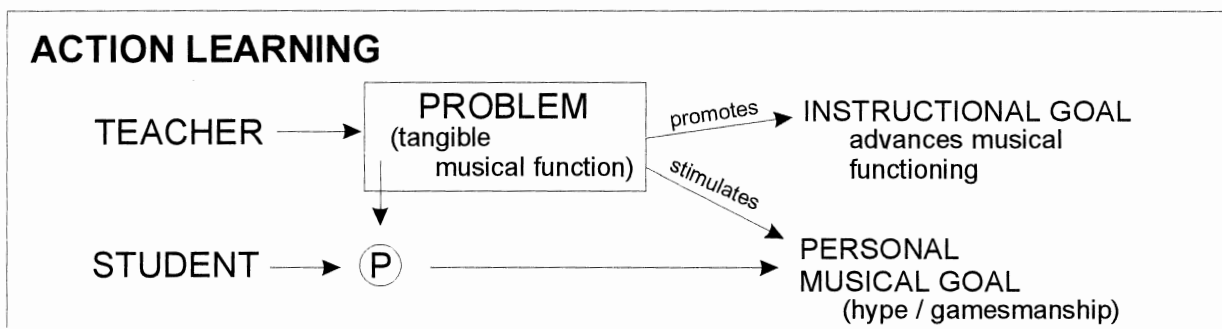 ACTION LEARNING
TEACHER
PROBLEM
(tangible
musical function)
promotes
INSTRUCTIONAL GOAL
advances musical
functioning
stimulates
STUDENT
P
PERSONAL
MUSICAL GOAL
(hype / gamesmanship)